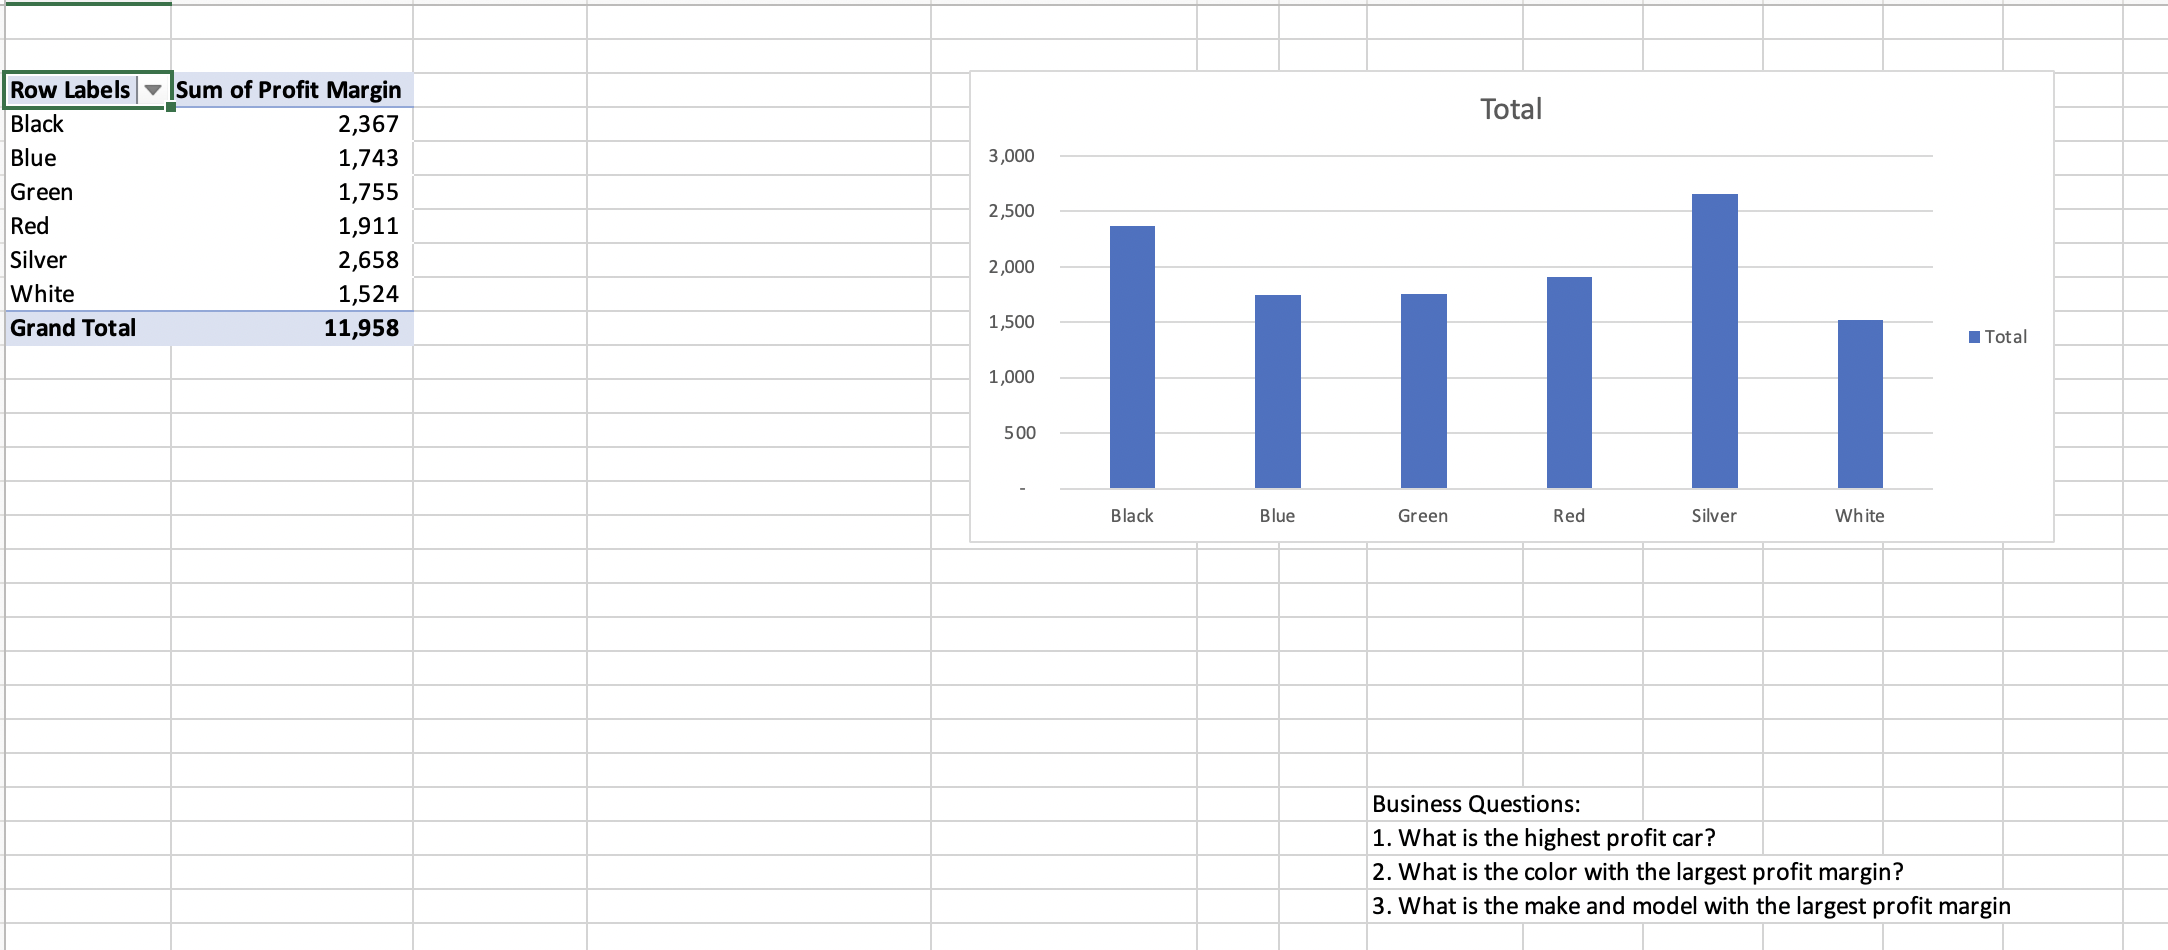 Row Labels Sum of Profit Margin
Black 2,367
Blue 1,743
Green 1,755
Red 1,911
Silver 2,658
White 1,524
Grand Total 11,958
Total
3,000
2,500
2,000
1,500
1,000
500
-
Black Blue Green Red Silver White
Total
Business Questions:
1. What is the highest profit car?
2. What is the color with the largest profit margin?
3. What is the make and model with the largest profit margin